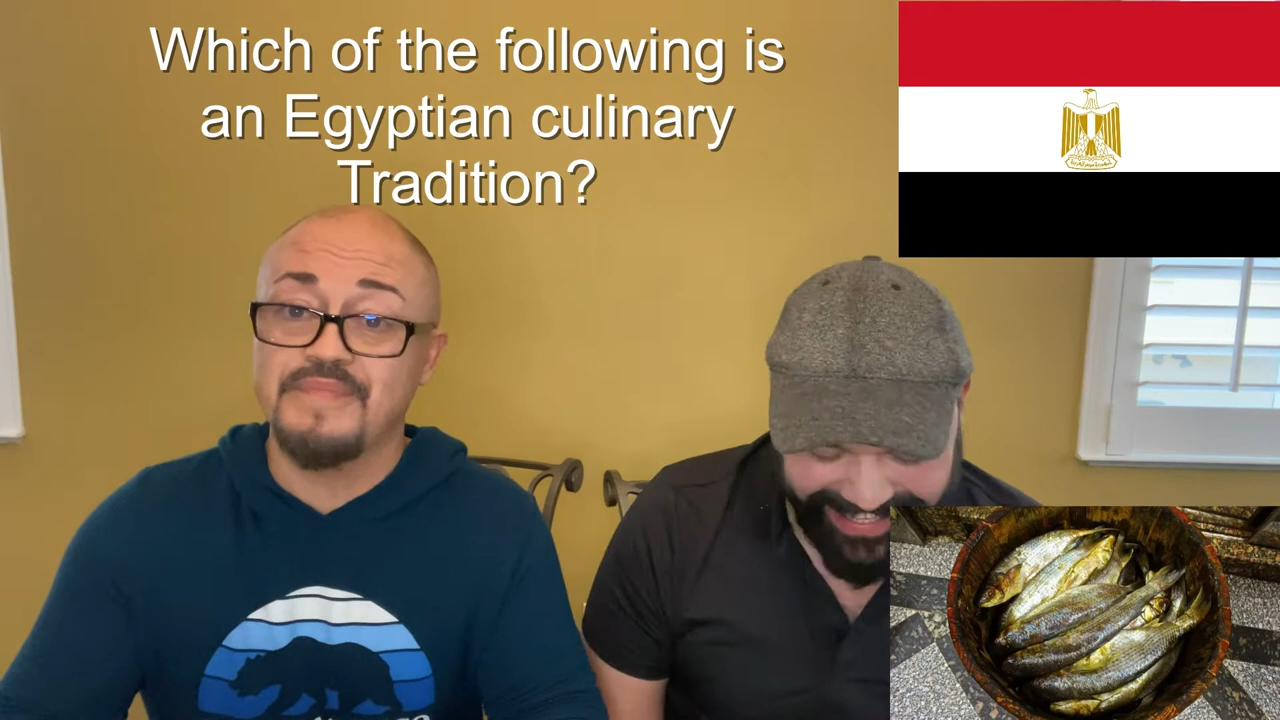 Which of the following is
an Egyptian culinary
Tradition?